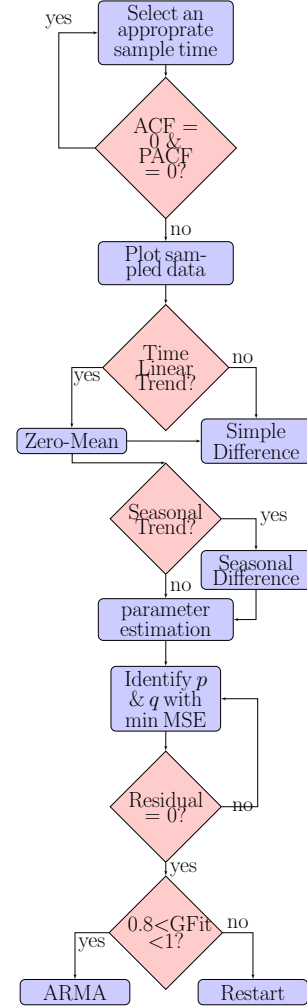 Select an
approprate
sample time
yes
ACF =
0 &
PACF
= 0?
no
Plot sam-
pled data
Time
Linear
Trend?
yes
no
Zero-Mean
Simple
Difference
Seasonal
Trend?
yes
Seasonal
Difference
no
parameter
estimation
Identify p
& q with
min MSE
Residual
= 0?
no
yes
0.8<GFit
<1?
yes
no
ARMA
Restart